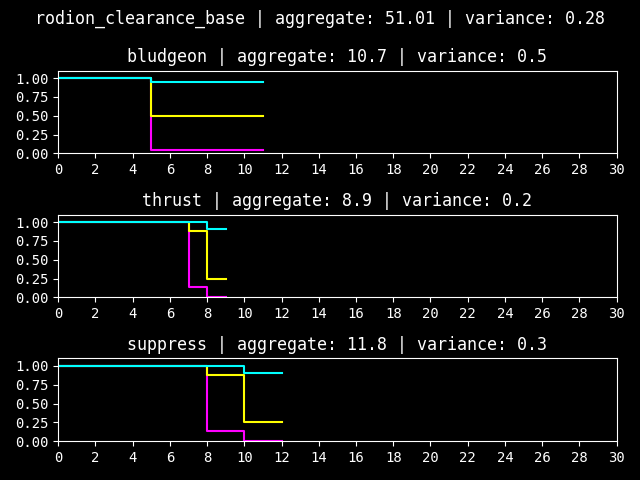 rodion_clearance_base | aggregate: 51.01 | variance: 0.28
bludgeon | aggregate: 10.7 | variance: 0.5
1.00
0.75
0.50
0.25
0.00
0 2 4 6 8 10 12 14 16 18 20 22 24 26 28 30
thrust | aggregate: 8.9 | variance: 0.2
1.00
0.75
0.50
0.25
0.00
0 2 4 6 8 10 12 14 16 18 20 22 24 26 28 30
suppress | aggregate: 11.8 | variance: 0.3
1.00
0.75
0.50
0.25
0.00
0 2 4 6 8 10 12 14 16 18 20 22 24 26 28 30